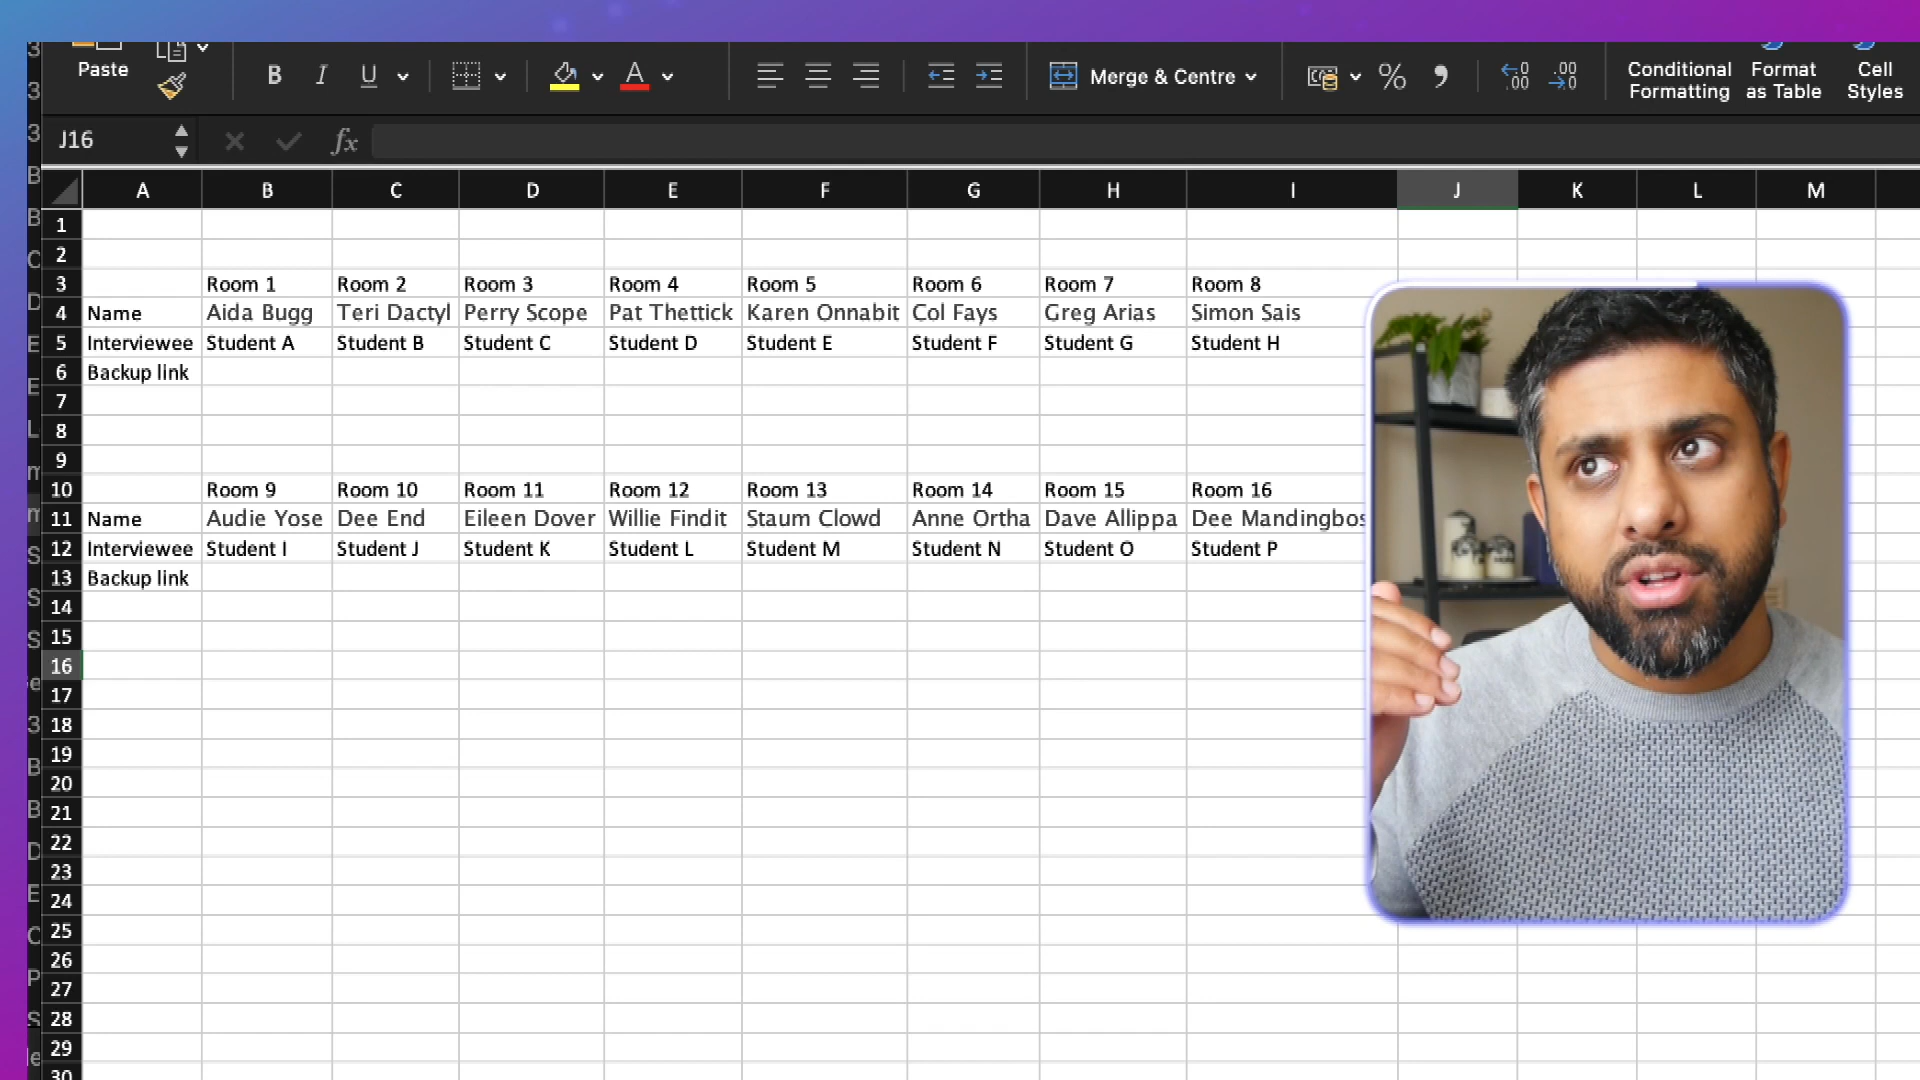 Paste
B I U A Merge & Centre % , Conditional Formatting Format as Table Cell Styles
J16 fx
A B C D E F G H I J K L M
1
2
3 Room 1 Room 2 Room 3 Room 4 Room 5 Room 6 Room 7 Room 8
4 Name Aida Bugg Teri Dactyl Perry Scope Pat Thettick Karen Onnabit Col Fays Greg Arias Simon Sais
5 Interviewee Student A Student B Student C Student D Student E Student F Student G Student H
6 Backup link
7
8
9
10 Room 9 Room 10 Room 11 Room 12 Room 13 Room 14 Room 15 Room 16
11 Name Audie Yose Dee End Eileen Dover Willie Findit Staum Clowd Anne Ortha Dave Allippa Dee Mandingbos
12 Interviewee Student I Student J Student K Student L Student M Student N Student O Student P
13 Backup link
14
15
16
17
18
19
20
21
22
23
24
25
26
27
28
29
30